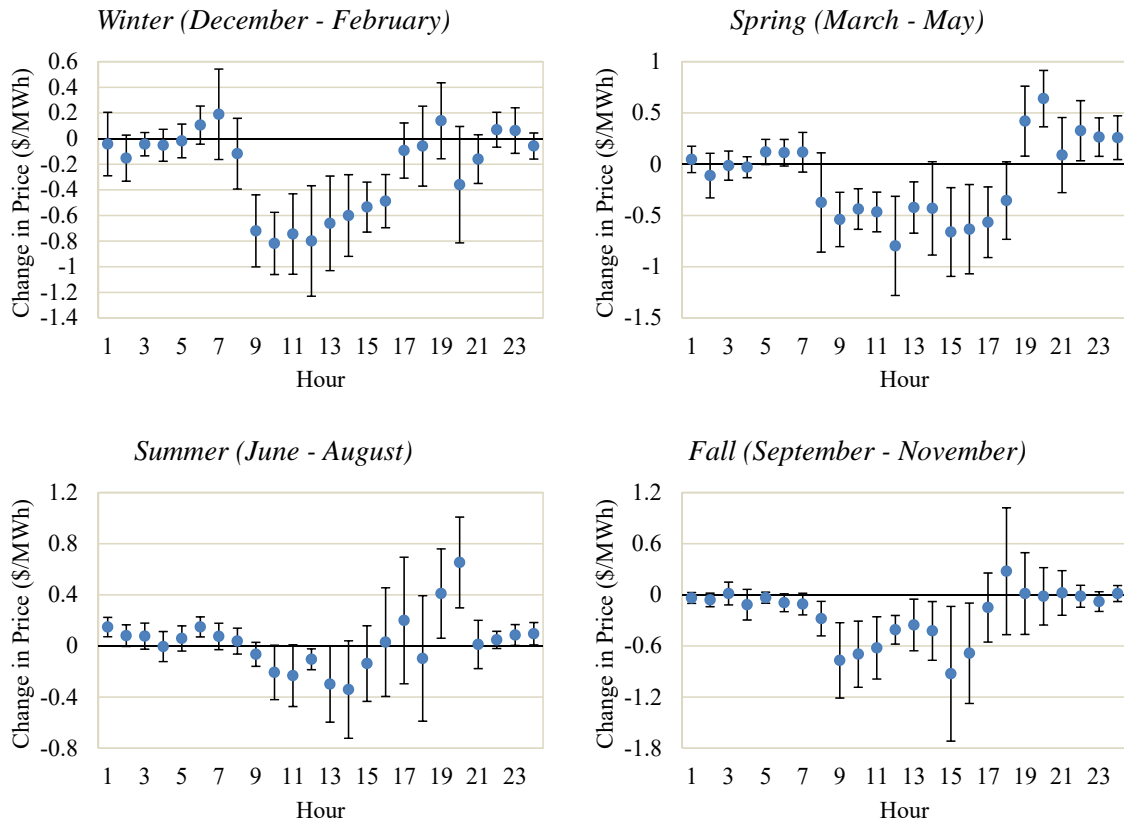 Winter (December - February)
Change in Price ($/MWh)
0.6
0.4
0.2
0
-0.2
-0.4
-0.6
-0.8
-1
-1.2
-1.4
1 3 5 7 9 11 13 15 17 19 21 23
Hour
Spring (March - May)
Change in Price ($/MWh)
1
0.5
0
-0.5
-1
-1.5
1 3 5 7 9 11 13 15 17 19 21 23
Hour
Summer (June - August)
Change in Price ($/MWh)
1.2
0.8
0.4
0
-0.4
-0.8
1 3 5 7 9 11 13 15 17 19 21 23
Hour
Fall (September - November)
Change in Price ($/MWh)
1.2
0.6
0
-0.6
-1.2
-1.8
1 3 5 7 9 11 13 15 17 19 21 23
Hour